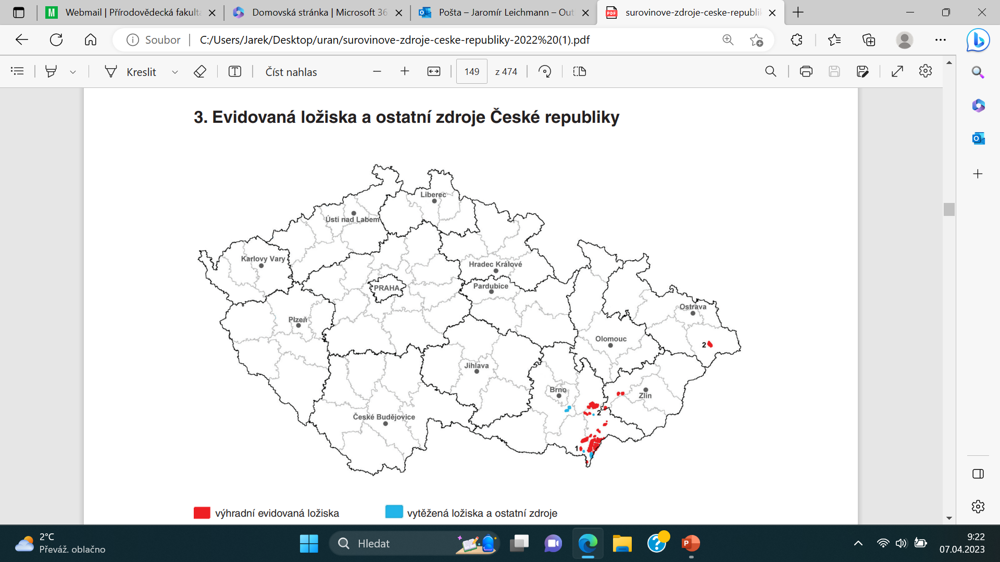 Webmail | Přírodovědecká fakulta
Domovská stránka | Microsoft 36
Pošta – Jaromír Leichmann – Out
PDF
surovinove-zdroje-ceske-republik
Soubor
C:/Users/Jarek/Desktop/uran/surovinove-zdroje-ceske-republiky-2022%20(1).pdf
Kreslit
Číst nahlas
149
z 474
3. Evidovaná ložiska a ostatní zdroje České republiky
Liberec
Ústí nad Labem
Karlovy Vary
Hradec Králové
PRAHA
Pardubice
Ostrava
Plzeň
Olomouc
2
Jihlava
Brno
Zlín
2
České Budějovice
1
výhradní evidovaná ložiska
vytěžená ložiska a ostatní zdroje
2°C
Převáž. oblačno
Hledat
9:22
07.04.2023